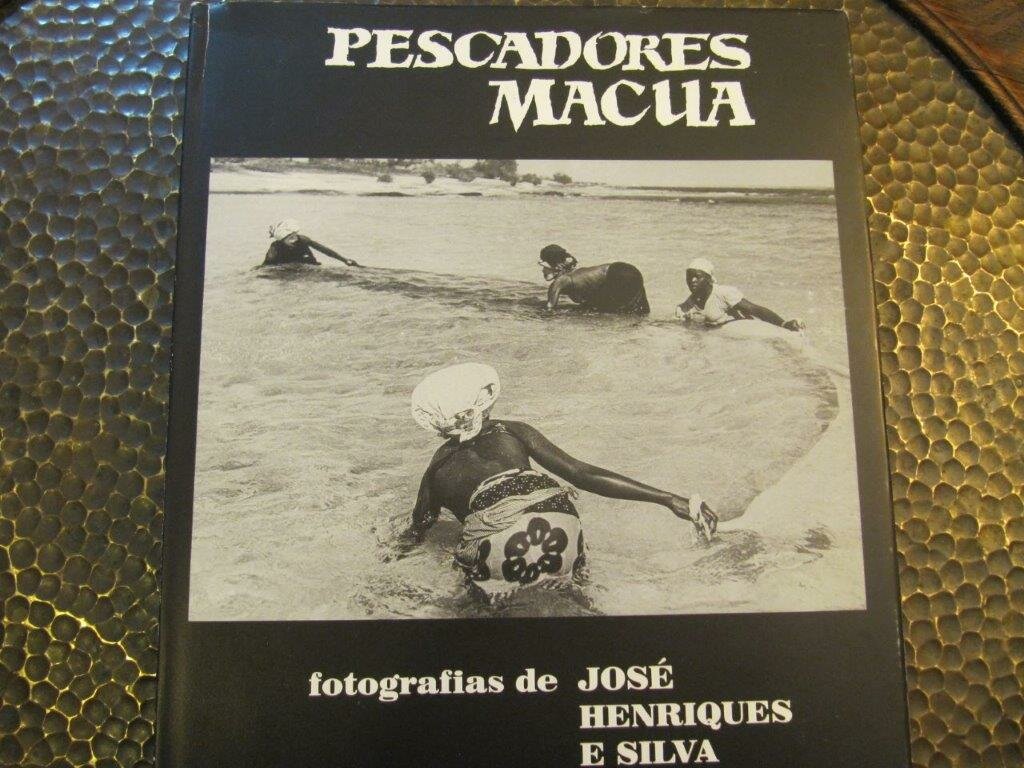 PESCADORES
MACUA
fotografias de JOSÉ
HENRIQUES
E SILVA